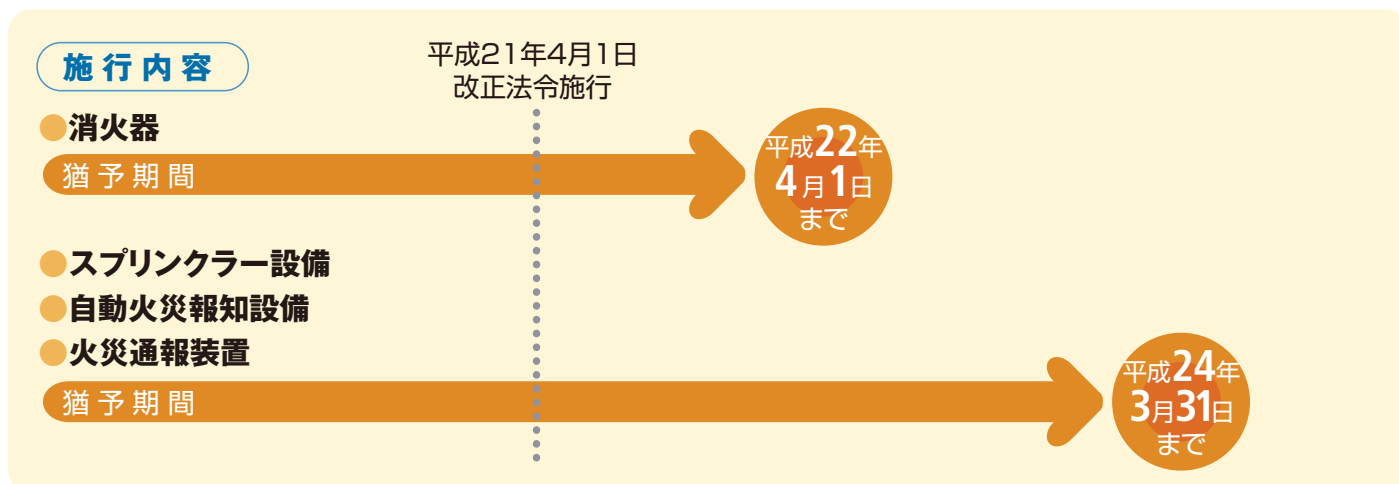 施行内容
平成21年4月1日
改正法令施行
●消火器
猶予期間
平成22年
4月1日
まで
●スプリンクラー設備
●自動火災報知設備
●火災通報装置
猶予期間
平成24年
3月31日
まで